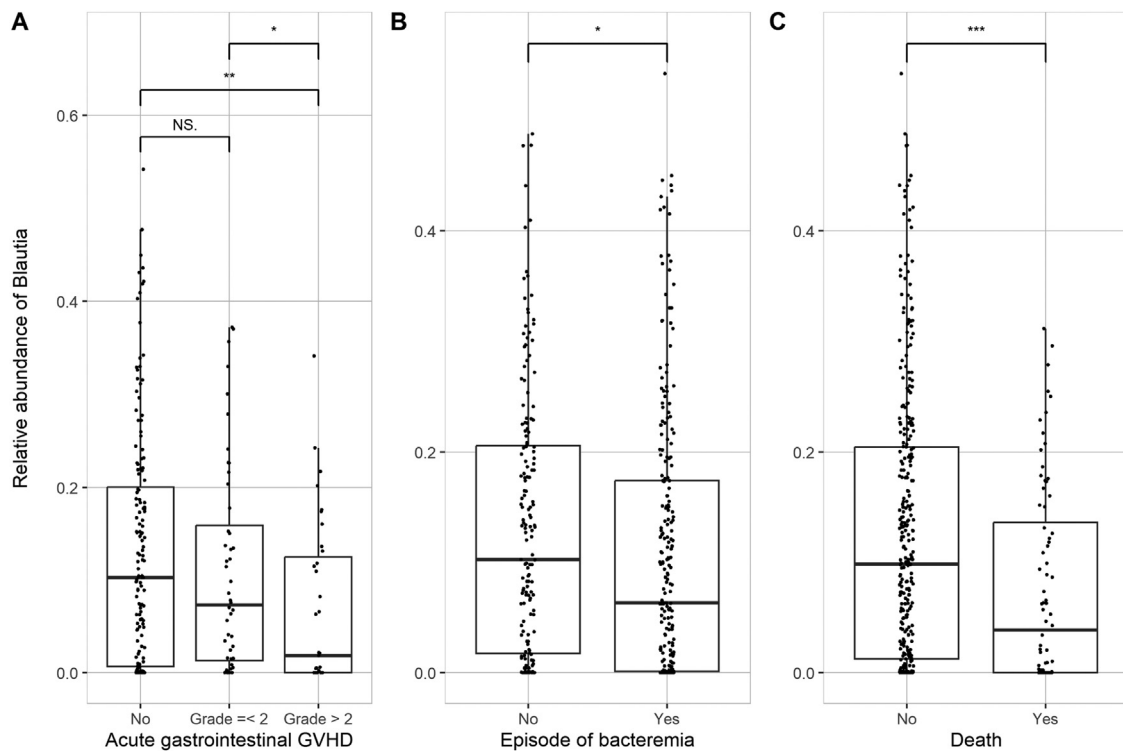 A
B
C
*
*
***
**
NS.
Relative abundance of Blautia
0.6
0.4
0.2
0.0
No
Grade =< 2
Grade > 2
Acute gastrointestinal GVHD
0.4
0.2
0.0
No
Yes
Episode of bacteremia
0.4
0.2
0.0
No
Yes
Death